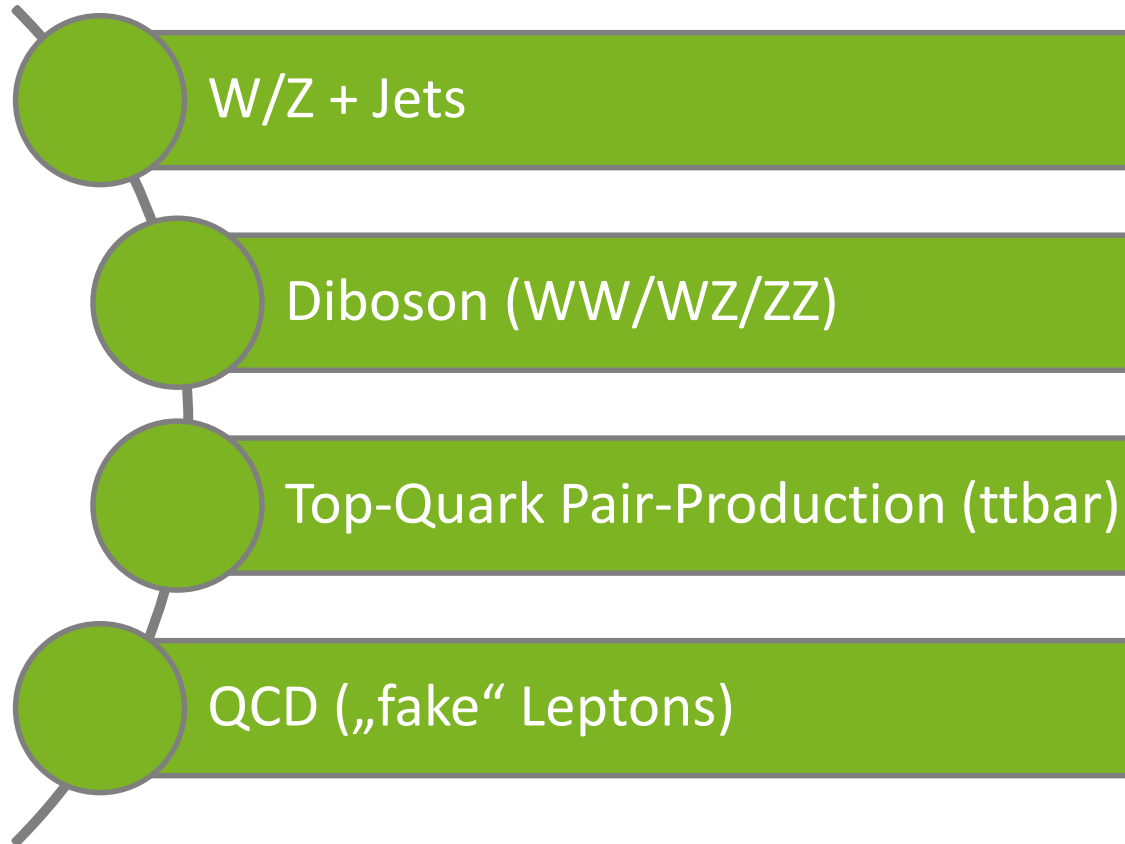 W/Z + Jets
Diboson (WW/WZ/ZZ)
Top-Quark Pair-Production (ttbar)
QCD („fake“ Leptons)